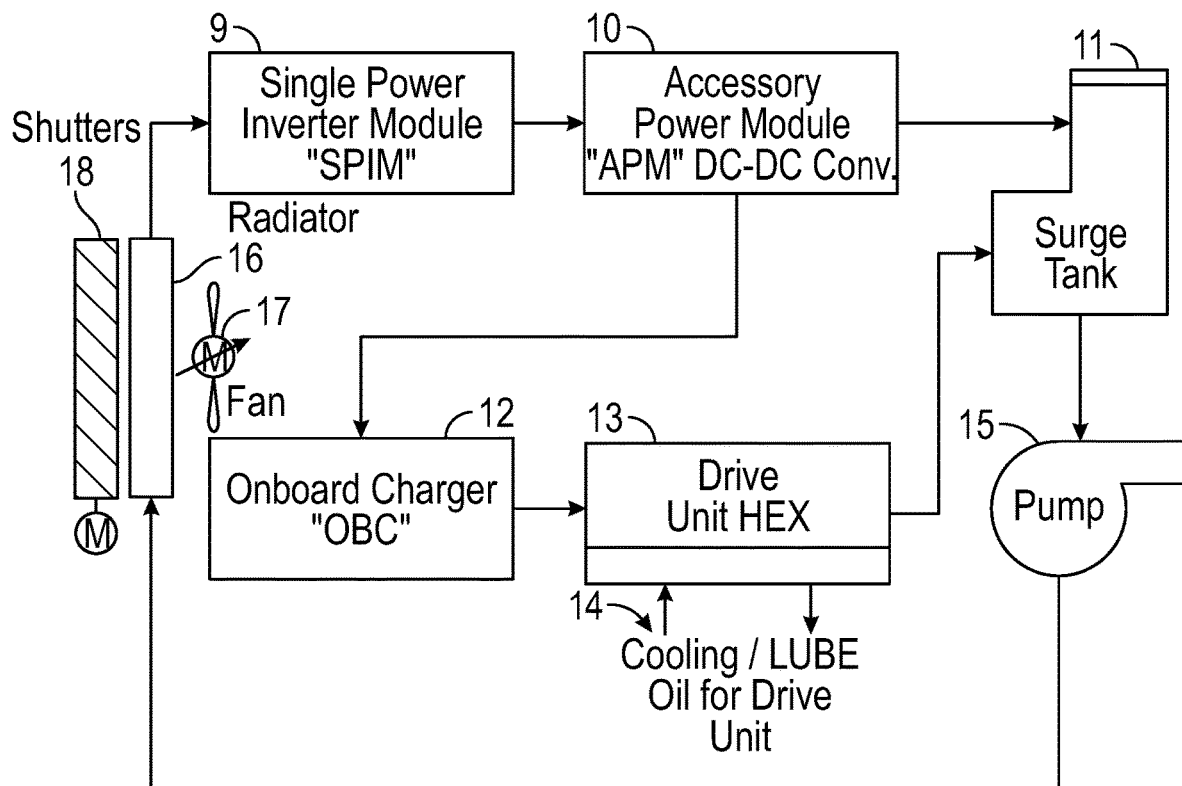 9
Single Power
Inverter Module
"SPIM"
10
Accessory
Power Module
"APM" DC-DC Conv.
11
Surge
Tank
Shutters
18
Radiator
16
17
M
Fan
M
12
Onboard Charger
"OBC"
13
Drive
Unit HEX
14
Cooling / LUBE
Oil for Drive
Unit
15
Pump